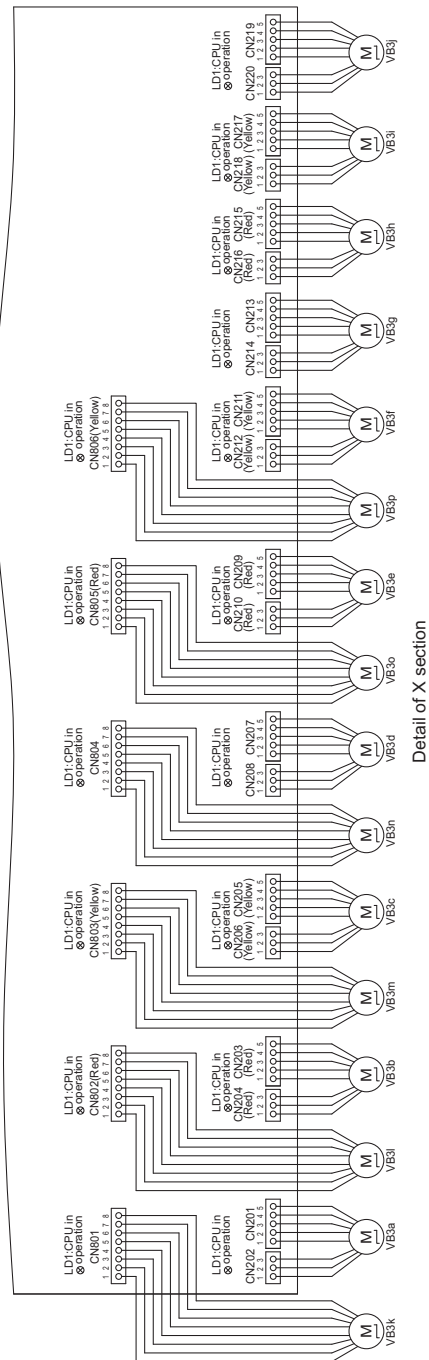 LD1:CPU in
⊗ operation
CN801
1 2 3 4 5 6 7 8
LD1:CPU in
⊗ operation
CN802(Red)
1 2 3 4 5 6 7 8
LD1:CPU in
⊗ operation
CN803(Yellow)
1 2 3 4 5 6 7 8
LD1:CPU in
⊗ operation
CN804
1 2 3 4 5 6 7 8
LD1:CPU in
⊗ operation
CN805(Red)
1 2 3 4 5 6 7 8
LD1:CPU in
⊗ operation
CN806(Yellow)
1 2 3 4 5 6 7 8
LD1:CPU in
⊗ operation
CN202 CN201
1 2 3 1 2 3 4 5
LD1:CPU in
⊗ operation
CN204 CN203
(Red) (Red)
1 2 3 1 2 3 4 5
LD1:CPU in
⊗ operation
CN206 CN205
(Yellow) (Yellow)
1 2 3 1 2 3 4 5
LD1:CPU in
⊗ operation
CN208 CN207
1 2 3 1 2 3 4 5
LD1:CPU in
⊗ operation
CN210 CN209
(Red) (Red)
1 2 3 1 2 3 4 5
LD1:CPU in
⊗ operation
CN212 CN211
(Yellow) (Yellow)
1 2 3 1 2 3 4 5
LD1:CPU in
⊗ operation
CN214 CN213
1 2 3 1 2 3 4 5
LD1:CPU in
⊗ operation
CN216 CN215
(Red) (Red)
1 2 3 1 2 3 4 5
LD1:CPU in
⊗ operation
CN218 CN217
(Yellow) (Yellow)
1 2 3 1 2 3 4 5
LD1:CPU in
⊗ operation
CN220 CN219
1 2 3 1 2 3 4 5
M M M M M M M M M M M M M M M M
VB3k VB3a VB3l VB3b VB3m VB3c VB3n VB3d VB3o VB3e VB3p VB3f VB3g VB3h VB3i VB3j
Detail of X section